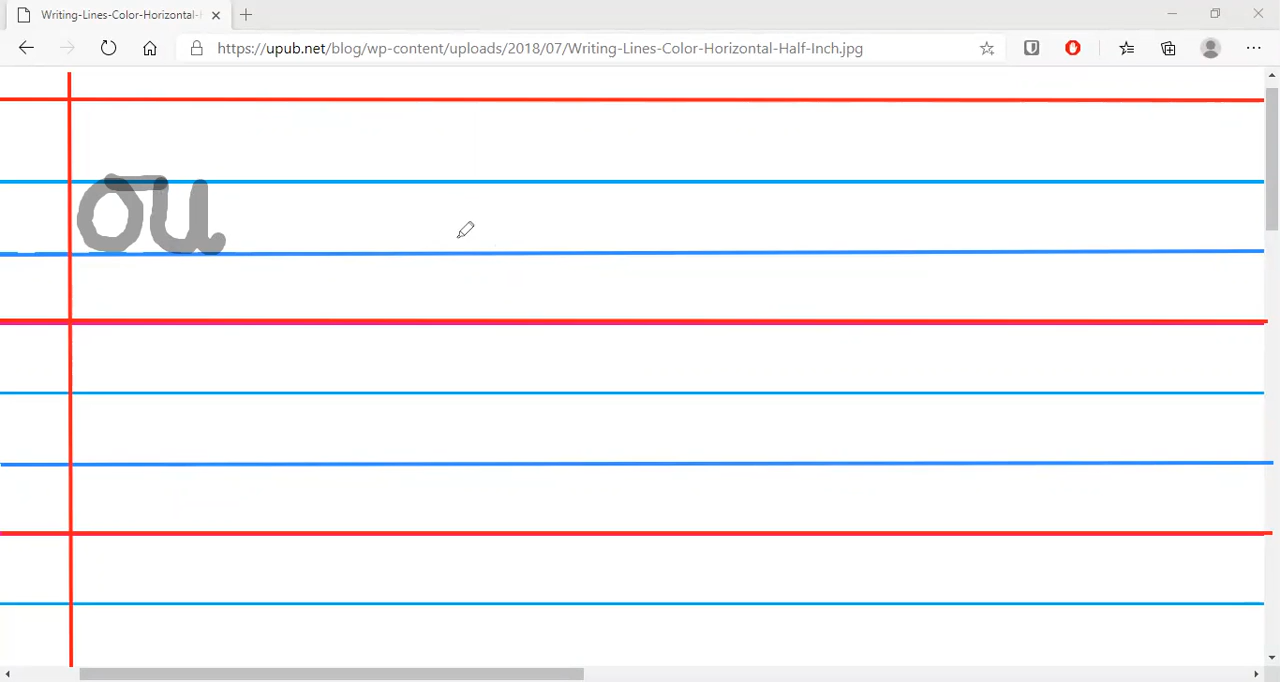 Writing-Lines-Color-Horizontal-H
https://upub.net/blog/wp-content/uploads/2018/07/Writing-Lines-Color-Horizontal-Half-Inch.jpg
ou